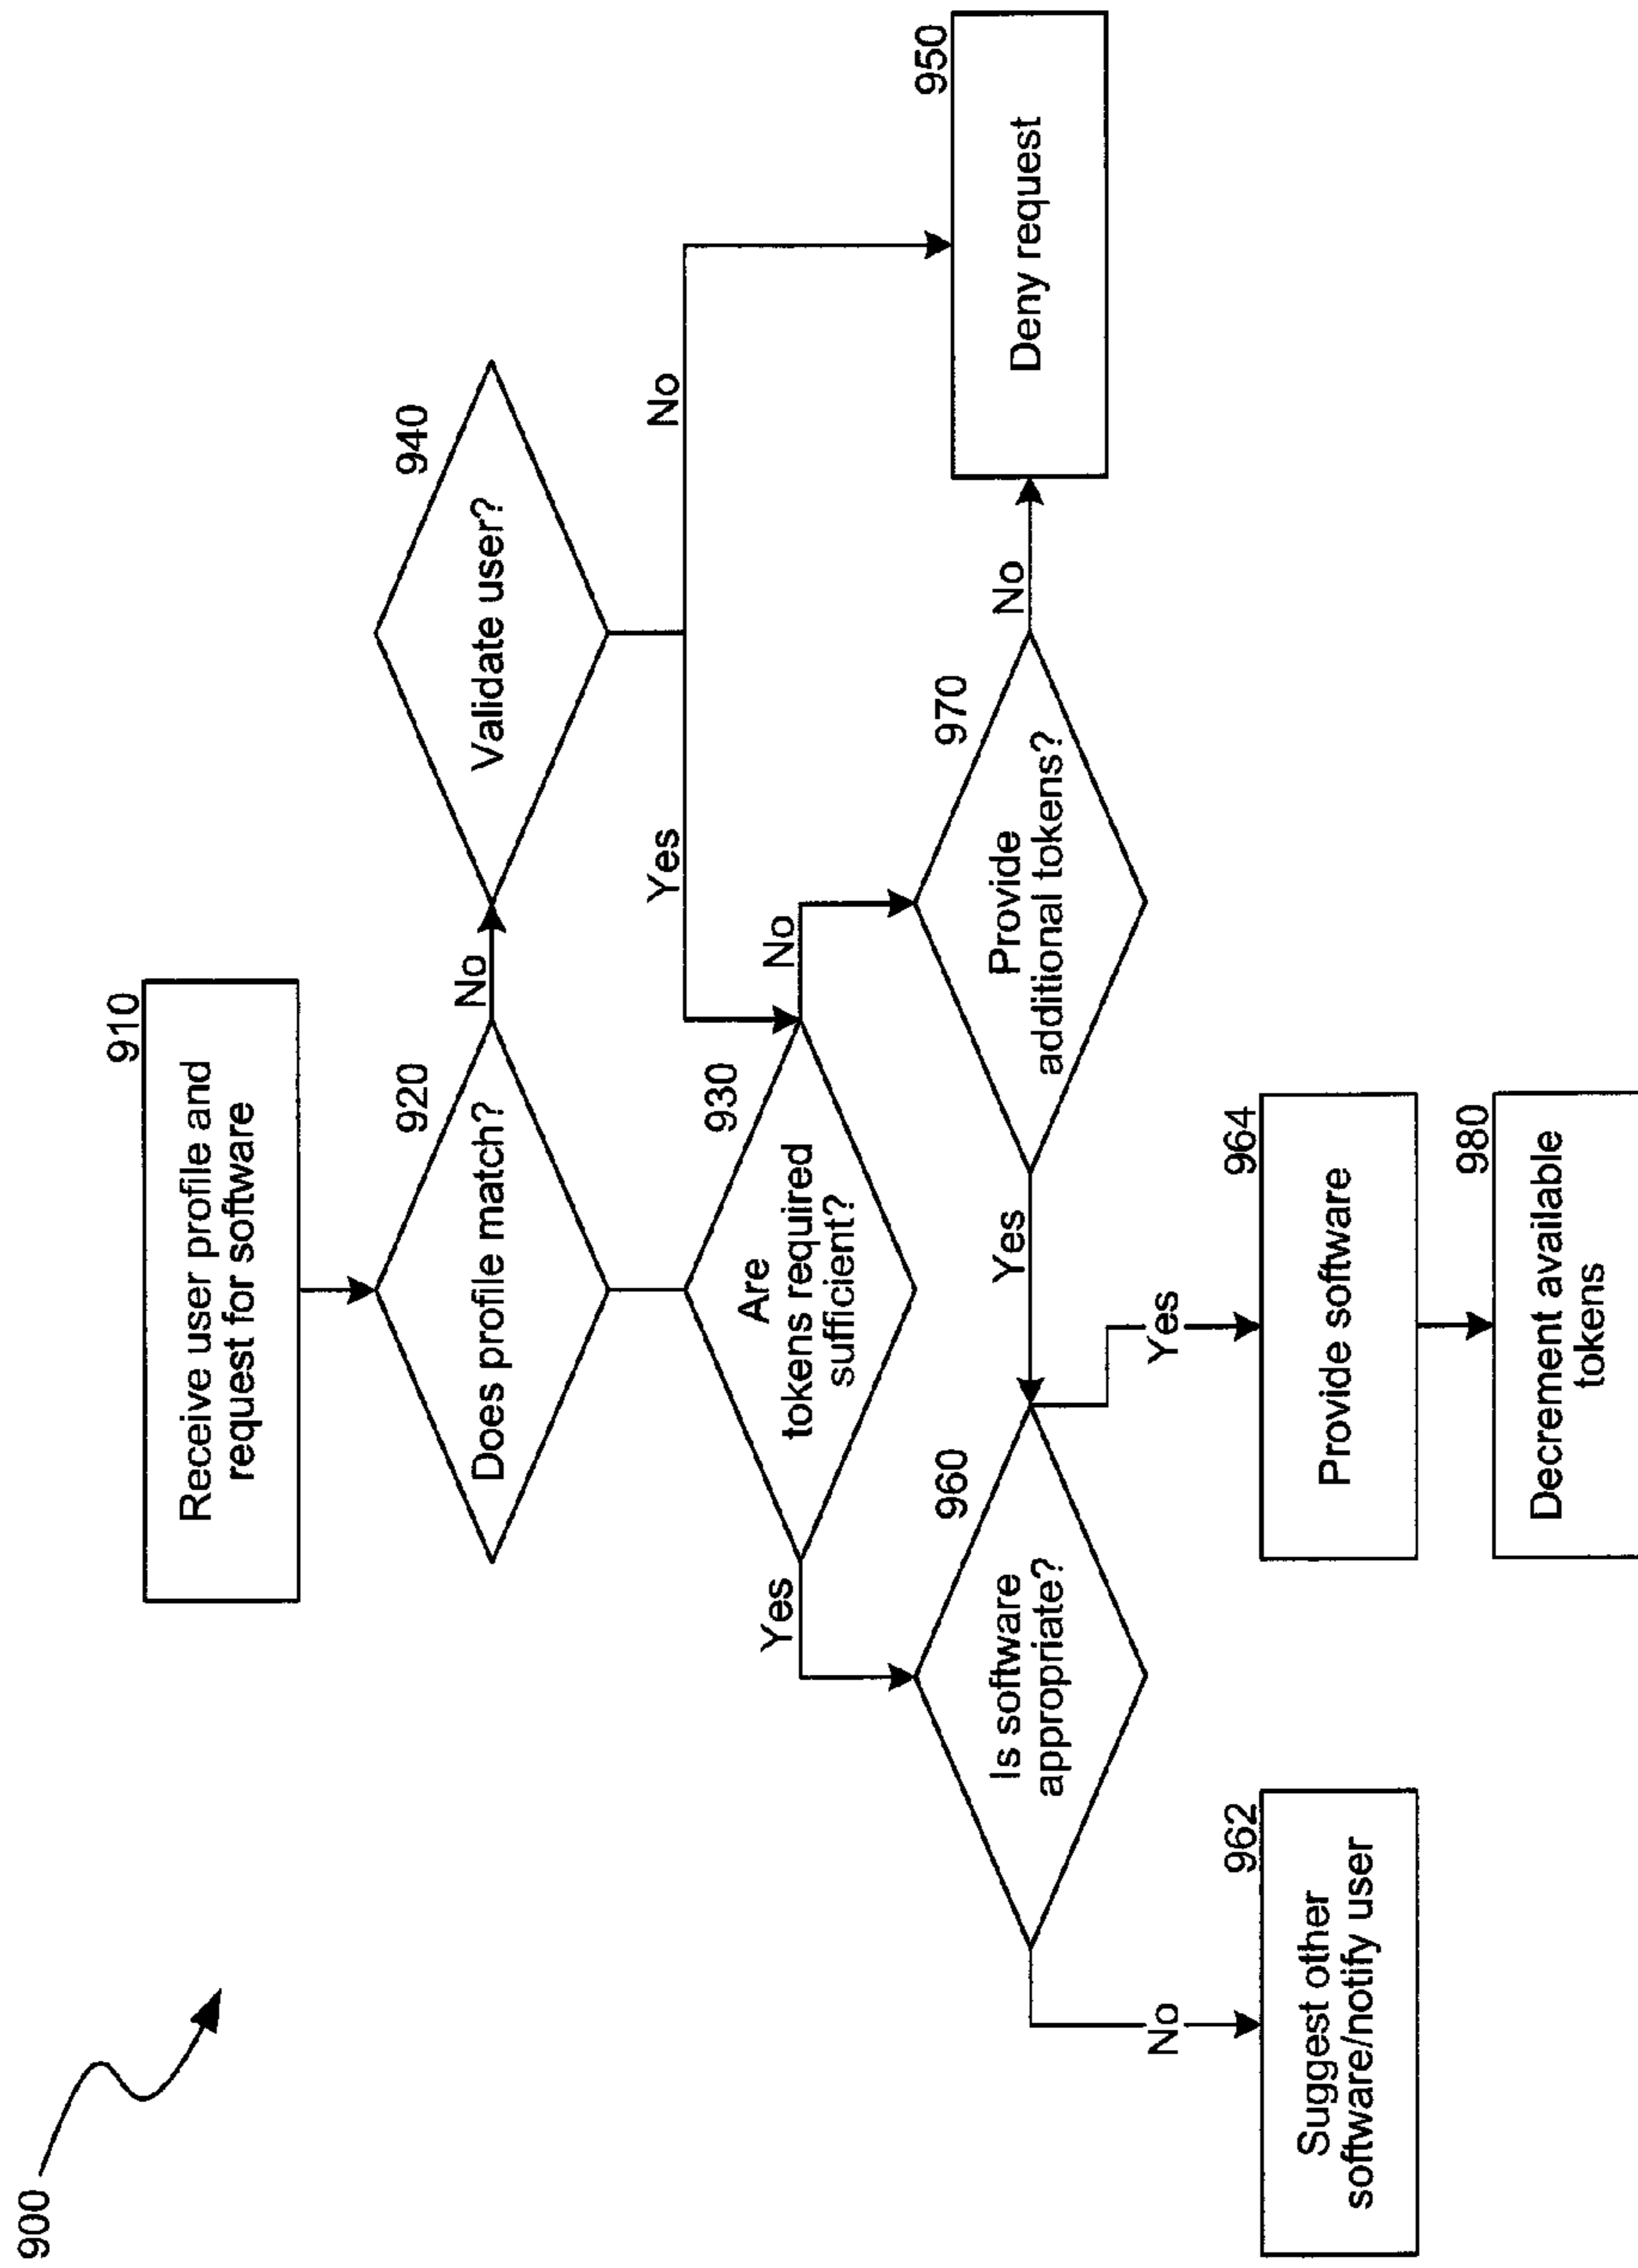 900
910
Receive user profile and
request for software
920
Does profile match?
No
940
Validate user?
Yes
No
930
Are
tokens required
sufficient?
Yes
No
960
Is software
appropriate?
Yes
970
Provide
additional tokens?
No
950
Deny request
No
Yes
962
Suggest other
software/notify user
964
Provide software
980
Decrement available
tokens